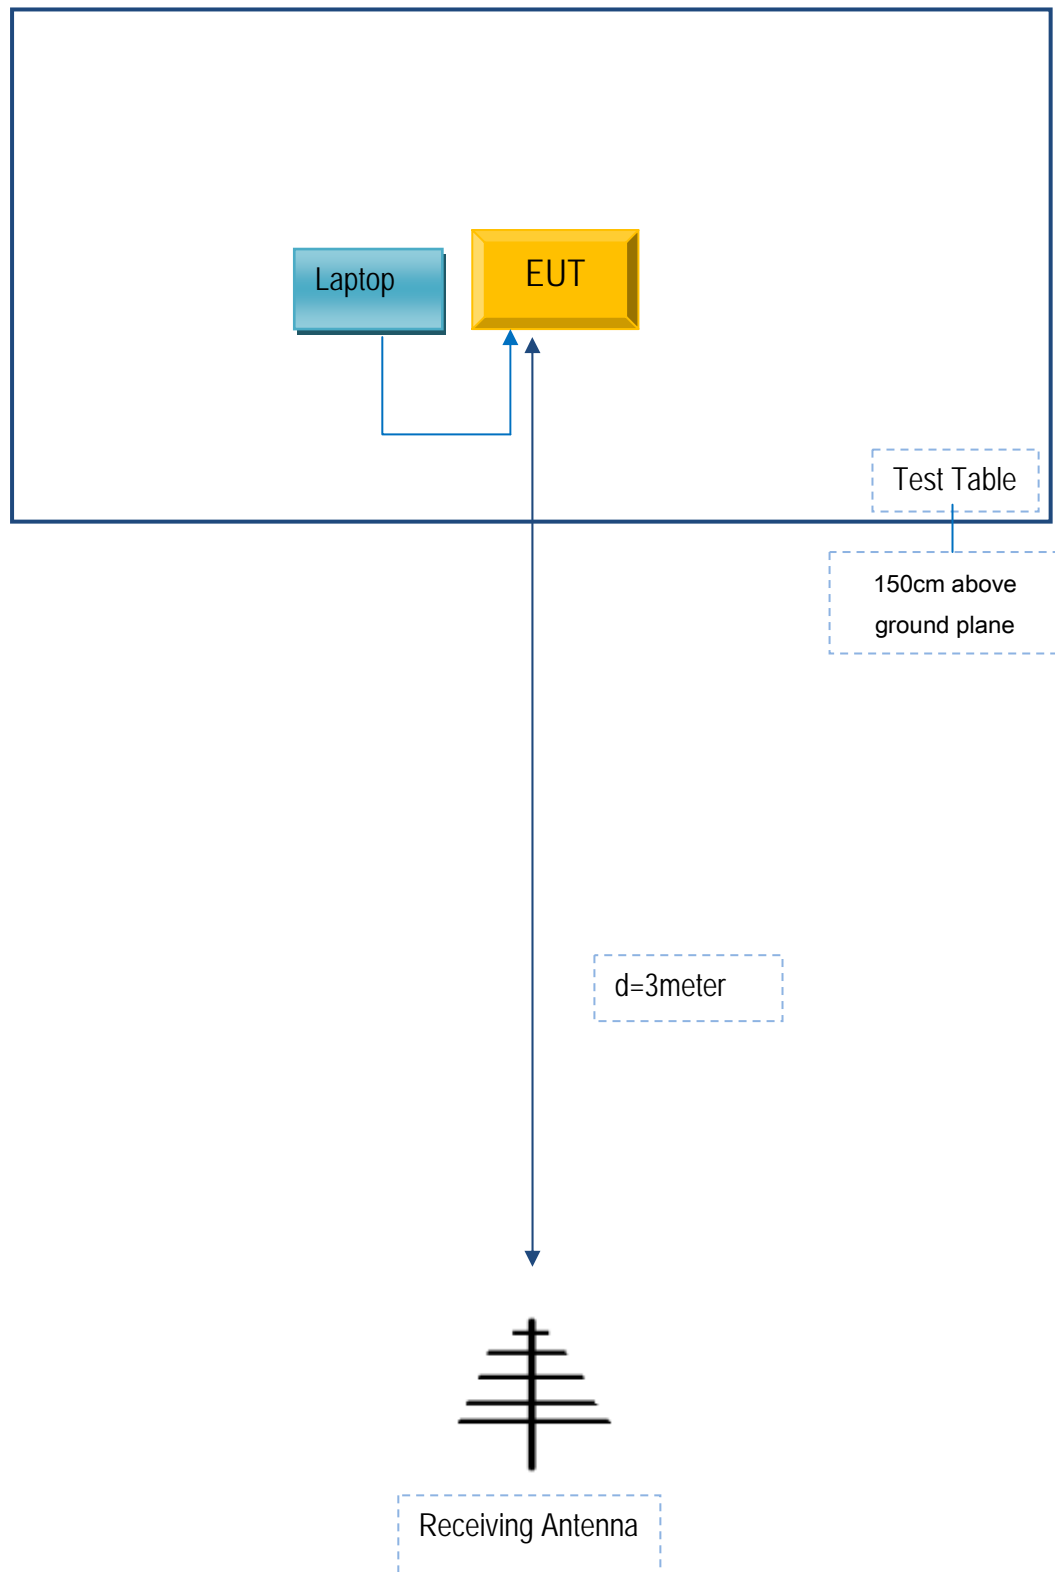 Laptop
EUT
Test Table
150cm above
ground plane
d=3meter
Receiving Antenna